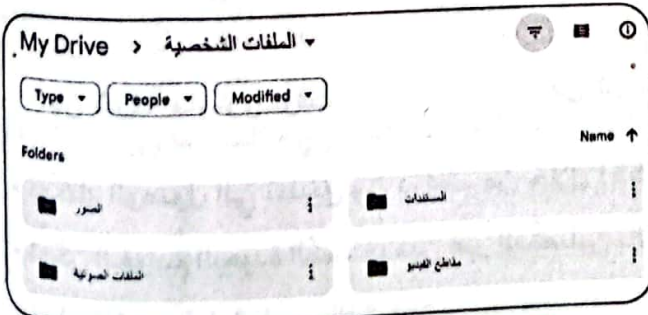 My Drive > الملفات الشخصية
Type People Modified
Folders Name
الصور المستندات
الملفات الصوتية مقاطع الفيديو